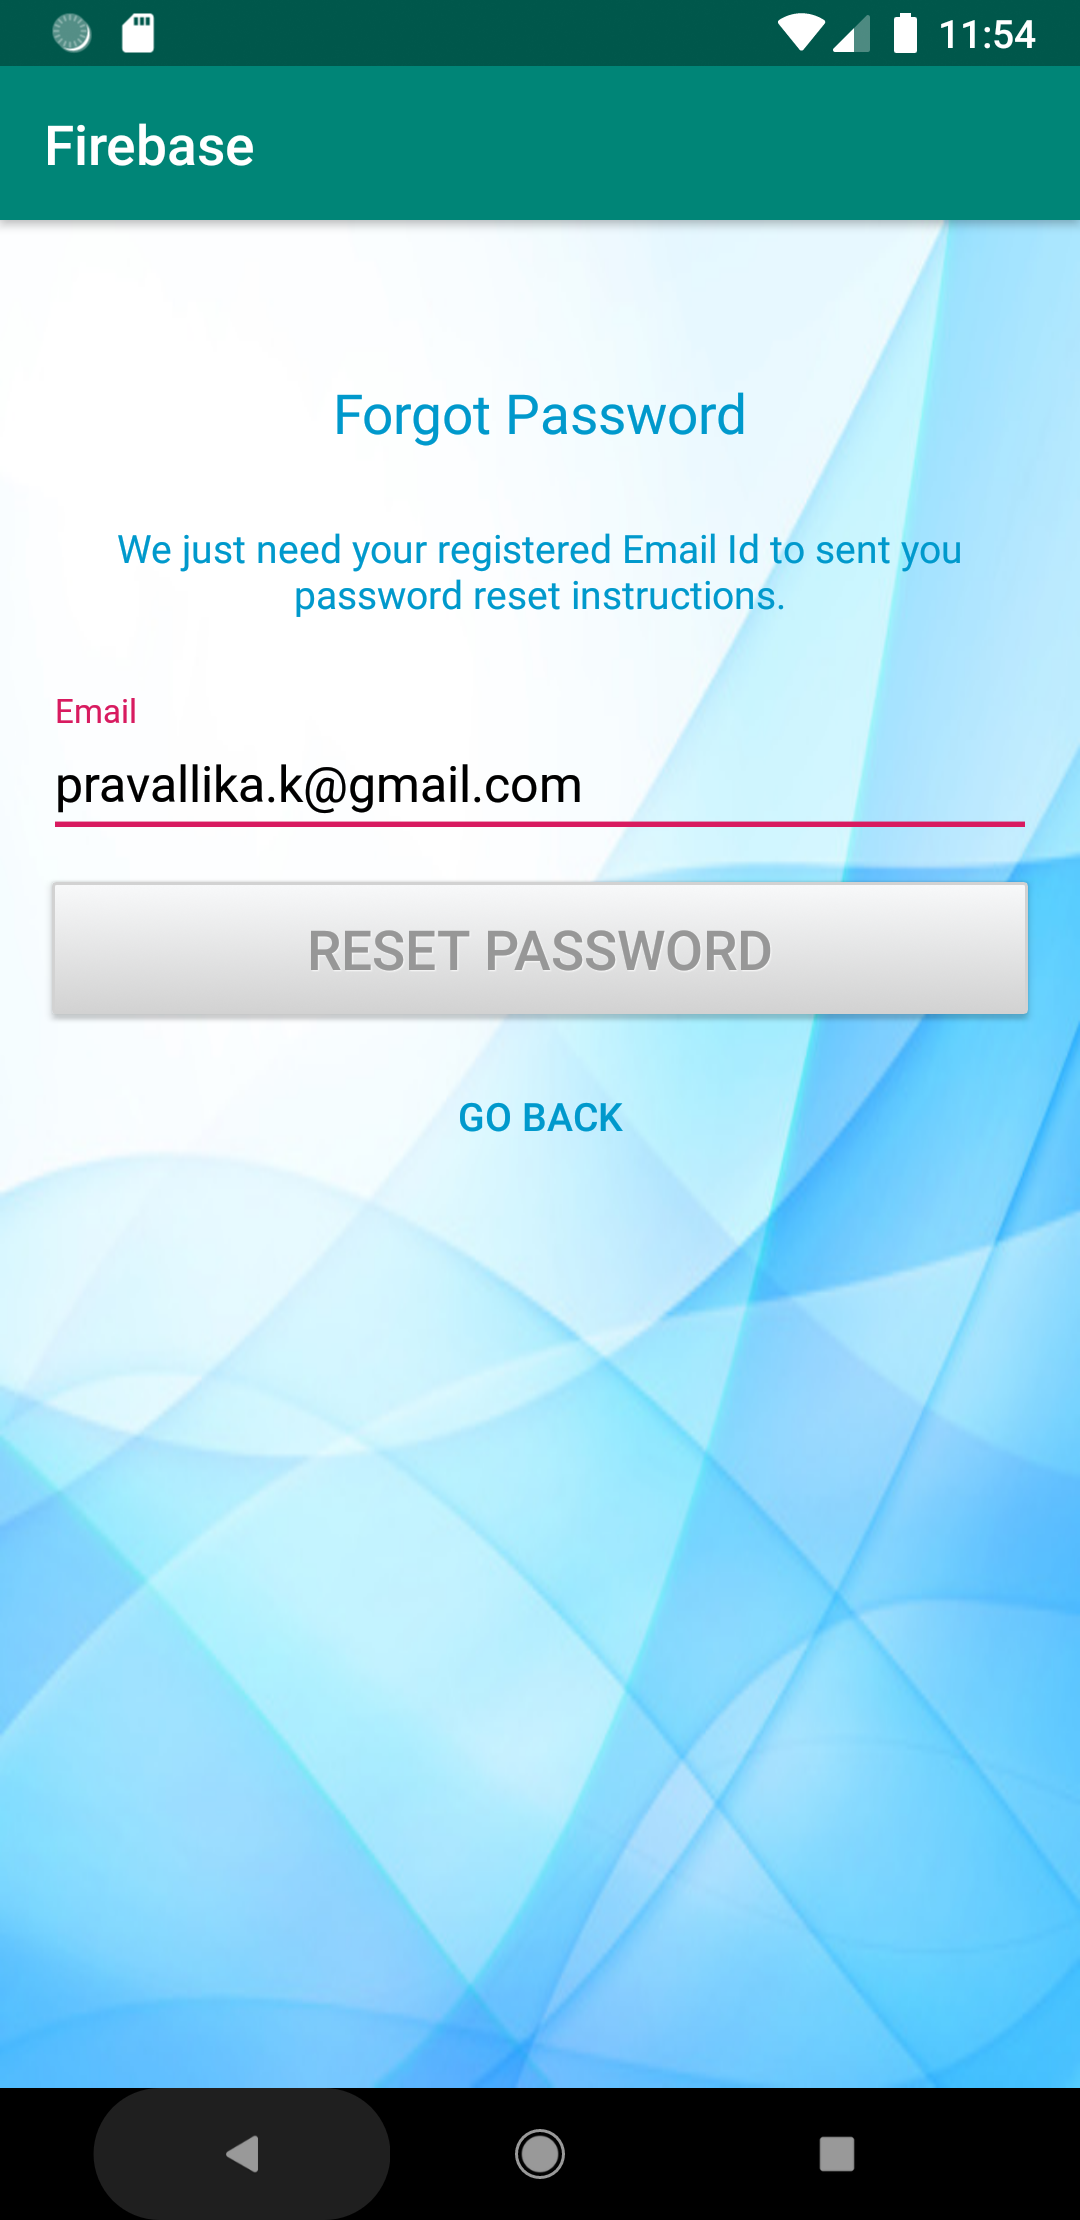 11:54
Firebase
Forgot Password
We just need your registered Email Id to sent you
password reset instructions.
Email
pravallika.k@gmail.com
RESET PASSWORD
GO BACK